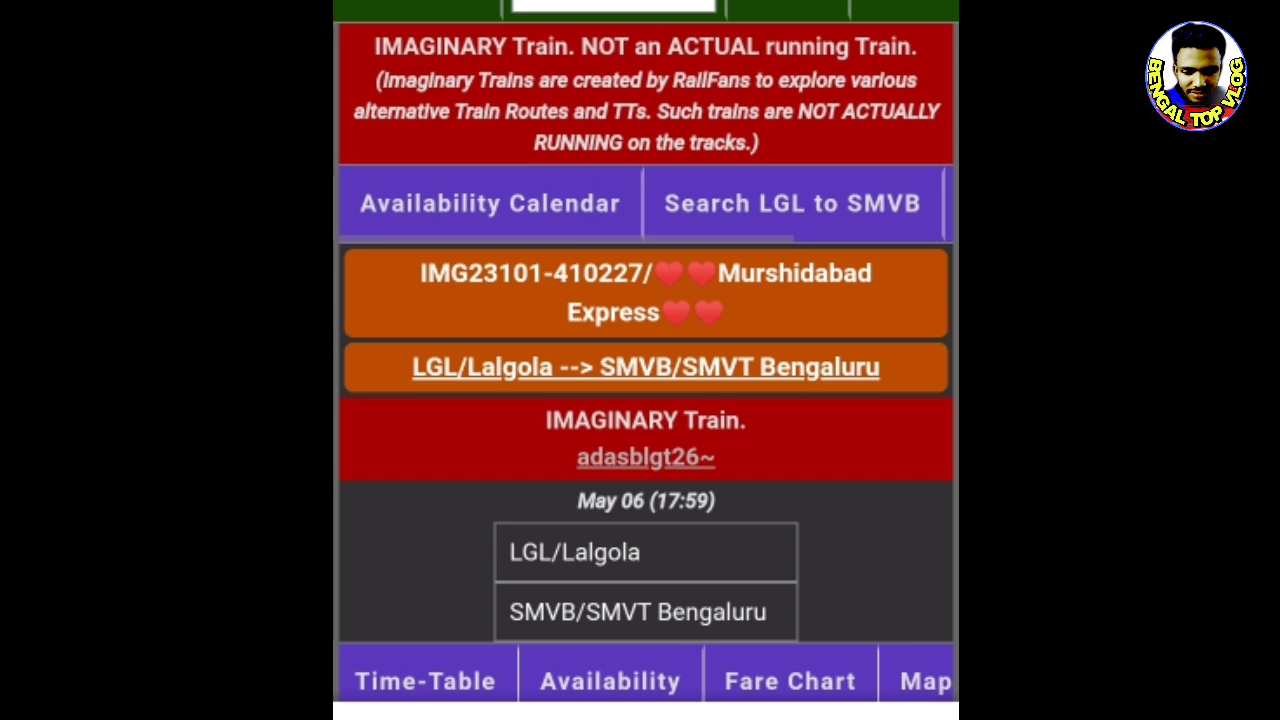 IMAGINARY Train. NOT an ACTUAL running Train.
(Imaginary Trains are created by RailFans to explore various
alternative Train Routes and TTs. Such trains are NOT ACTUALLY
RUNNING on the tracks.)
Availability Calendar
Search LGL to SMVB
IMG23101-410227/❤️❤️Murshidabad
Express❤️❤️
LGL/Lalgola --> SMVB/SMVT Bengaluru
IMAGINARY Train.
adasblgt26~
May 06 (17:59)
LGL/Lalgola
SMVB/SMVT Bengaluru
Time-Table
Availability
Fare Chart
Map
BENGAL TOP VLOG